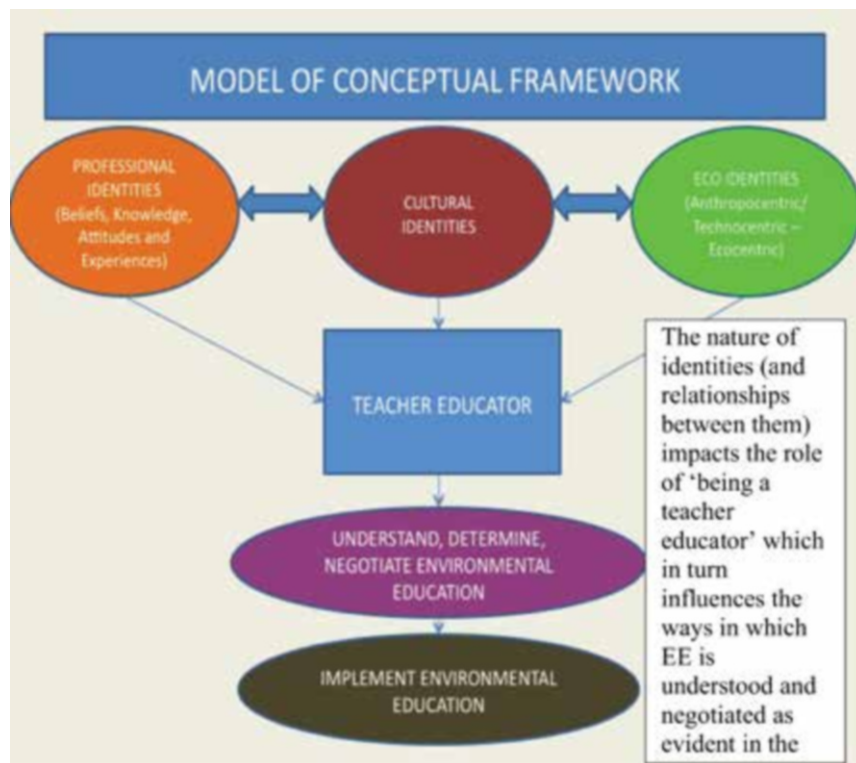 MODEL OF CONCEPTUAL FRAMEWORK
PROFESSIONAL
IDENTITIES
(Beliefs, Knowledge,
Attitudes and
Experiences)
CULTURAL
IDENTITIES
ECO IDENTITIES
(Anthropocentric/
Technocentric –
Ecocentric)
TEACHER EDUCATOR
The nature of
identities (and
relationships
between them)
impacts the role
of ‘being a
teacher
educator’ which
in turn
influences the
ways in which
EE is
understood and
negotiated as
evident in the
UNDERSTAND, DETERMINE,
NEGOTIATE ENVIRONMENTAL
EDUCATION
IMPLEMENT ENVIRONMENTAL
EDUCATION